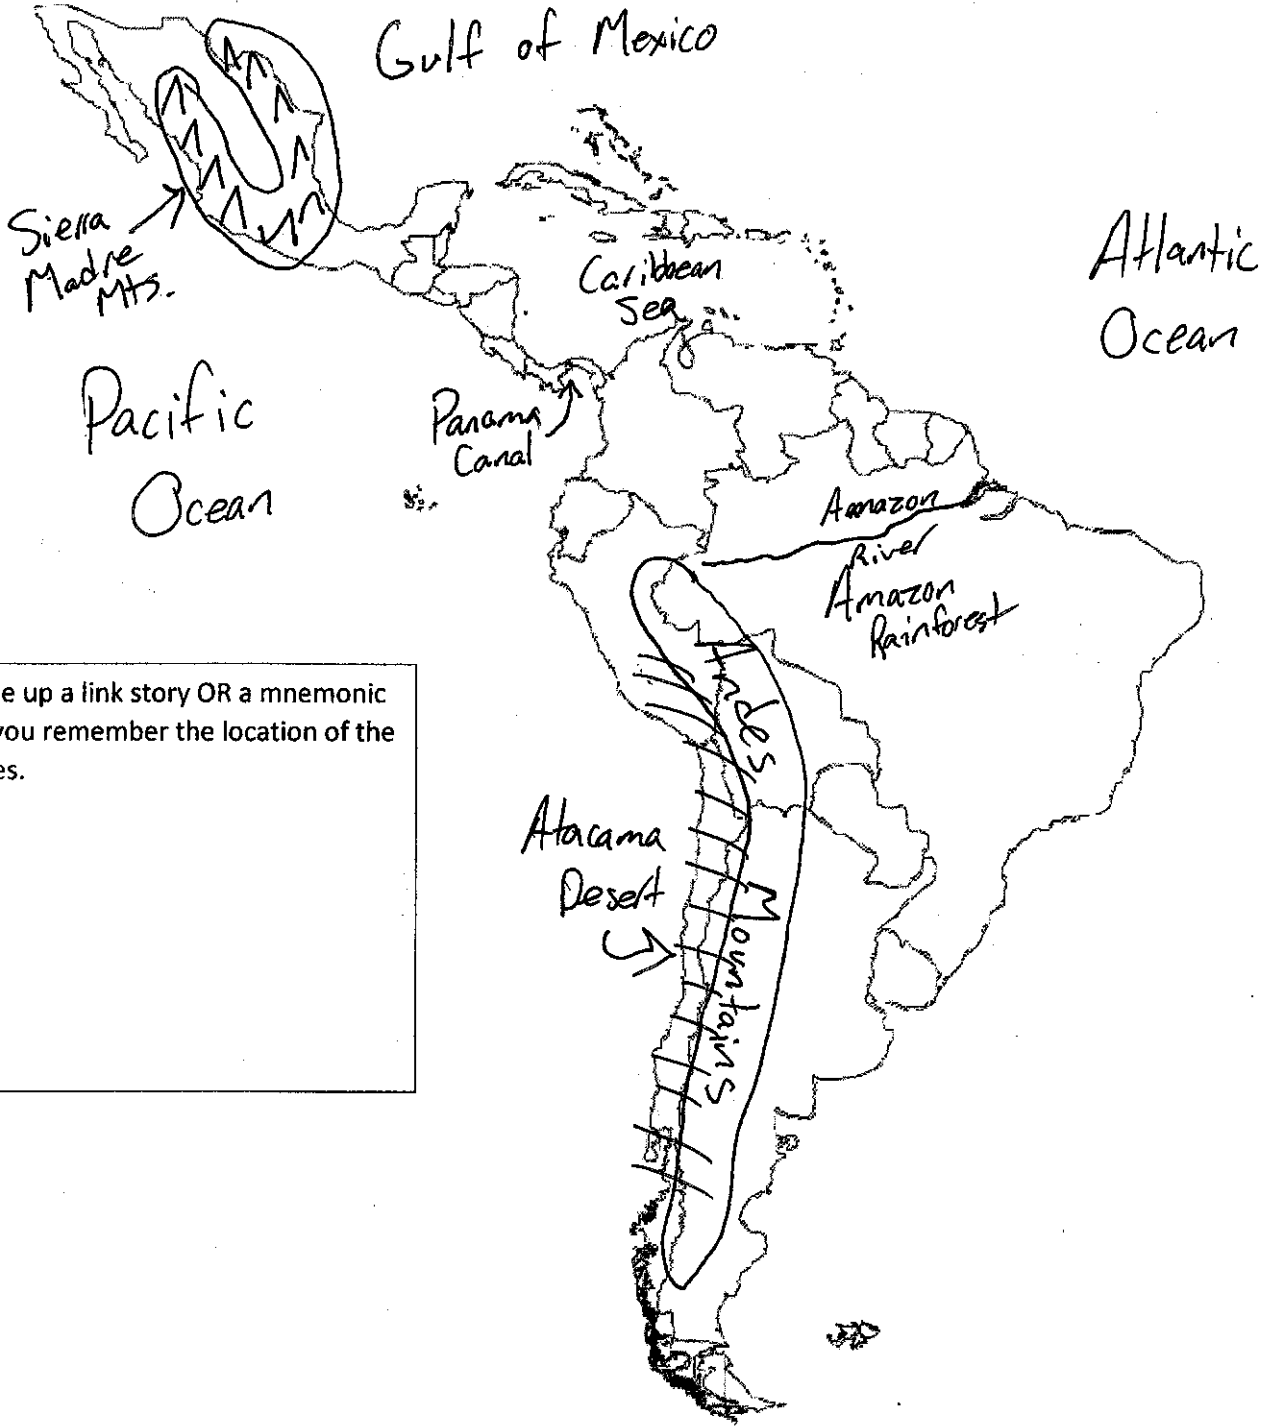 Gulf of Mexico
Sierra
Madre
Mts.
Caribbean
Sea
Atlantic
Ocean
Pacific
Ocean
Panama
Canal
Amazon
River
Amazon
Rainforest
e up a link story OR a mnemonic
you remember the location of the
es.
Andes Mountains
Atacama
Desert